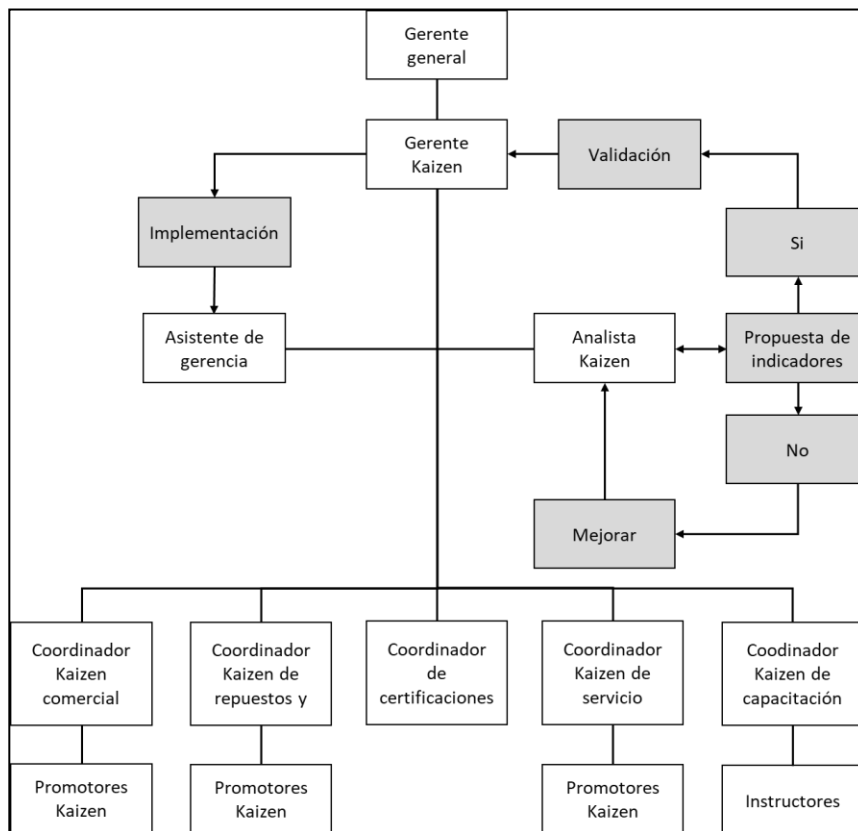 Gerente
general
Gerente
Kaizen
Validación
Implementación
Si
Asistente de
gerencia
Analista
Kaizen
Propuesta de
indicadores
No
Mejorar
Coordinador
Kaizen
comercial
Coordinador
Kaizen de
repuestos y
Coordinador
de
certificaciones
Coordinador
Kaizen de
servicio
Coodinador
Kaizen de
capacitación
Promotores
Kaizen
Promotores
Kaizen
Promotores
Kaizen
Instructores